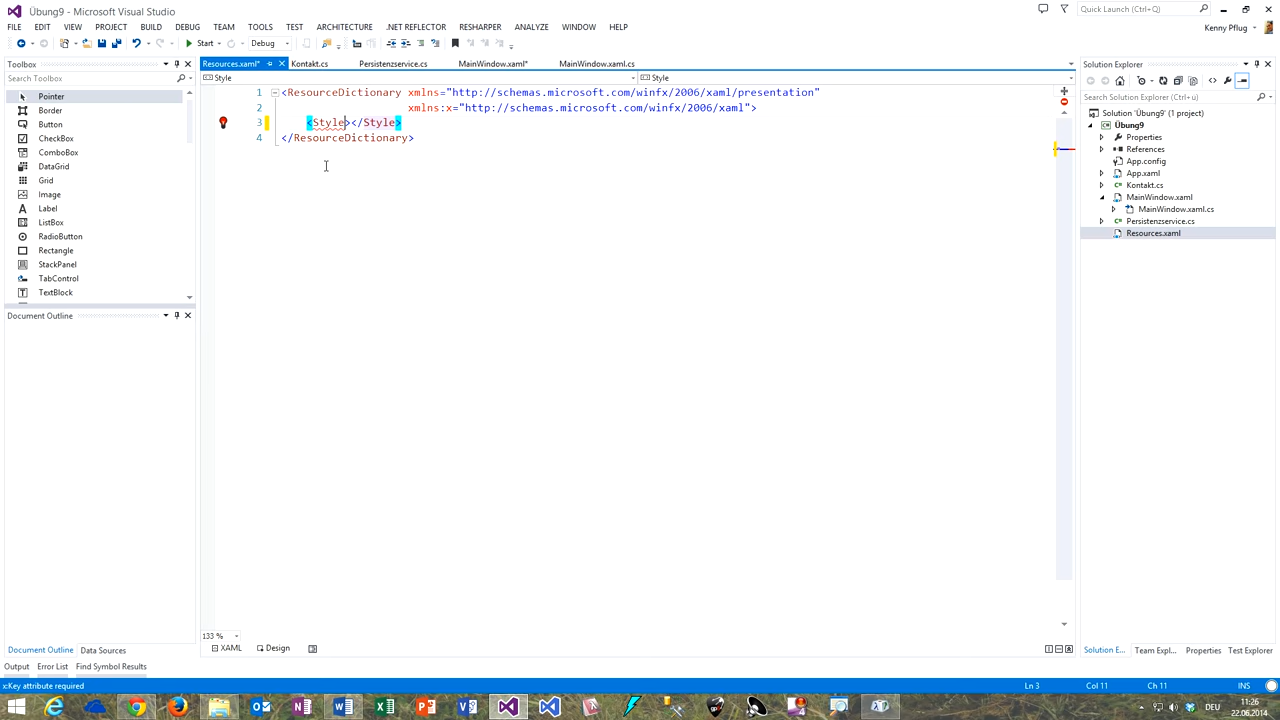 Übung9 - Microsoft Visual Studio
Quick Launch (Ctrl+Q)
FILE EDIT VIEW PROJECT BUILD DEBUG TEAM TOOLS TEST ARCHITECTURE .NET REFLECTOR RESHARPER ANALYZE WINDOW HELP
Kenny Pflug
Start Debug
Toolbox
Resources.xaml* Kontakt.cs Persistenzservice.cs MainWindow.xaml* MainWindow.xaml.cs
Solution Explorer
Search Toolbox
Style Style
Pointer
Border
Button
CheckBox
ComboBox
DataGrid
Grid
Image
Label
ListBox
RadioButton
Rectangle
StackPanel
TabControl
TextBlock
Document Outline
1 <ResourceDictionary xmlns="http://schemas.microsoft.com/winfx/2006/xaml/presentation"
2 xmlns:x="http://schemas.microsoft.com/winfx/2006/xaml">
3 <Style></Style>
4 </ResourceDictionary>
Search Solution Explorer (Ctrl+ü)
Solution 'Übung9' (1 project)
Übung9
Properties
References
App.config
App.xaml
Kontakt.cs
MainWindow.xaml
MainWindow.xaml.cs
Persistenzservice.cs
Resources.xaml
133 %
XAML Design
Document Outline Data Sources
Solution E... Team Expl... Properties Test Explorer
Output Error List Find Symbol Results
x:Key attribute required
Ln 3 Col 11 Ch 11 INS
DEU
11:26
22.06.2014